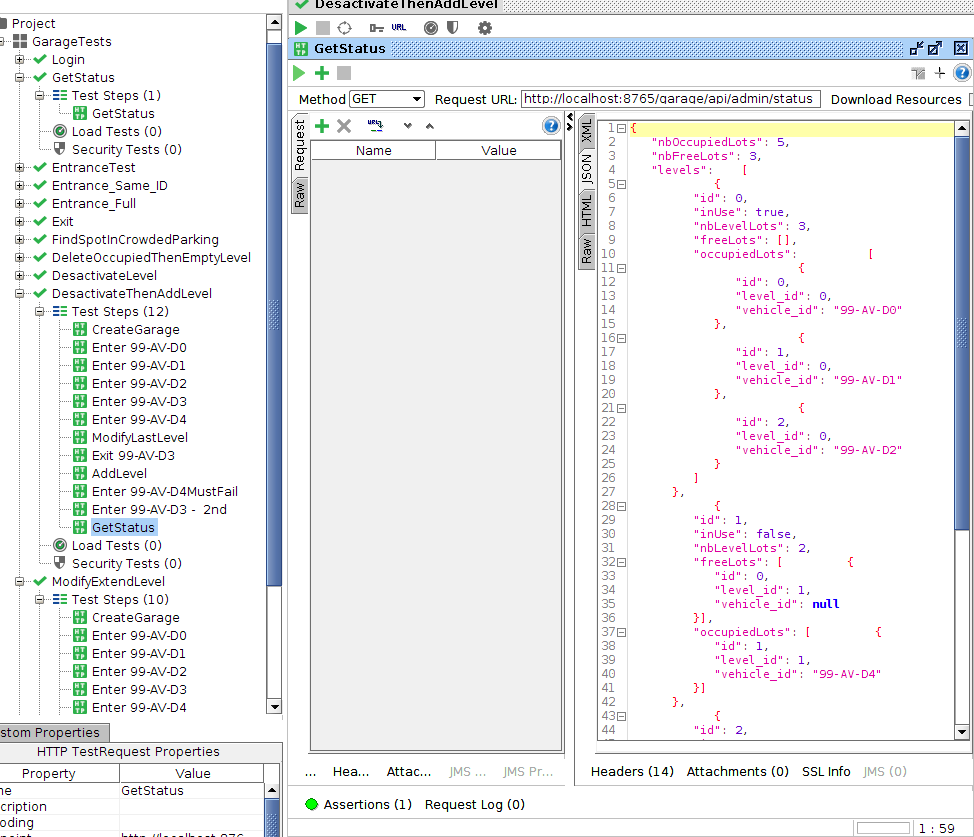 DesactivateThenAddLevel
Project
GarageTests
Login
GetStatus
Test Steps (1)
GetStatus
Load Tests (0)
Security Tests (0)
EntranceTest
Entrance_Same_ID
Entrance_Full
Exit
FindSpotInCrowdedParking
DeleteOccupiedThenEmptyLevel
DesactivateLevel
DesactivateThenAddLevel
Test Steps (12)
CreateGarage
Enter 99-AV-D0
Enter 99-AV-D1
Enter 99-AV-D2
Enter 99-AV-D3
Enter 99-AV-D4
ModifyLastLevel
Exit 99-AV-D3
AddLevel
Enter 99-AV-D4MustFail
Enter 99-AV-D3 -  2nd
GetStatus
Load Tests (0)
Security Tests (0)
ModifyExtendLevel
Test Steps (10)
CreateGarage
Enter 99-AV-D0
Enter 99-AV-D1
Enter 99-AV-D2
Enter 99-AV-D3
Enter 99-AV-D4
stom Properties
HTTP TestRequest Properties
Property Value
me GetStatus
cription
coding
URL
GetStatus
Method GET Request URL: http://localhost:8765/garage/api/admin/status Download Resources
Request
Raw
Name Value
XML
JSON
HTML
Raw
1 {
2 "nbOccupiedLots": 5,
3 "nbFreeLots": 3,
4 "levels": [
5 {
6 "id": 0,
7 "inUse": true,
8 "nbLevelLots": 3,
9 "freeLots": [],
10 "occupiedLots": [
11 {
12 "id": 0,
13 "level_id": 0,
14 "vehicle_id": "99-AV-D0"
15 },
16 {
17 "id": 1,
18 "level_id": 0,
19 "vehicle_id": "99-AV-D1"
20 },
21 {
22 "id": 2,
23 "level_id": 0,
24 "vehicle_id": "99-AV-D2"
25 }
26 ]
27 },
28 {
29 "id": 1,
30 "inUse": false,
31 "nbLevelLots": 2,
32 "freeLots": [ {
33 "id": 0,
34 "level_id": 1,
35 "vehicle_id": null
36 }],
37 "occupiedLots": [ {
38 "id": 1,
39 "level_id": 1,
40 "vehicle_id": "99-AV-D4"
41 }]
42 },
43 {
44 "id": 2,
... Hea... Attac... JMS ... JMS Pr...
Headers (14) Attachments (0) SSL Info JMS (0)
Assertions (1) Request Log (0)
1 : 59